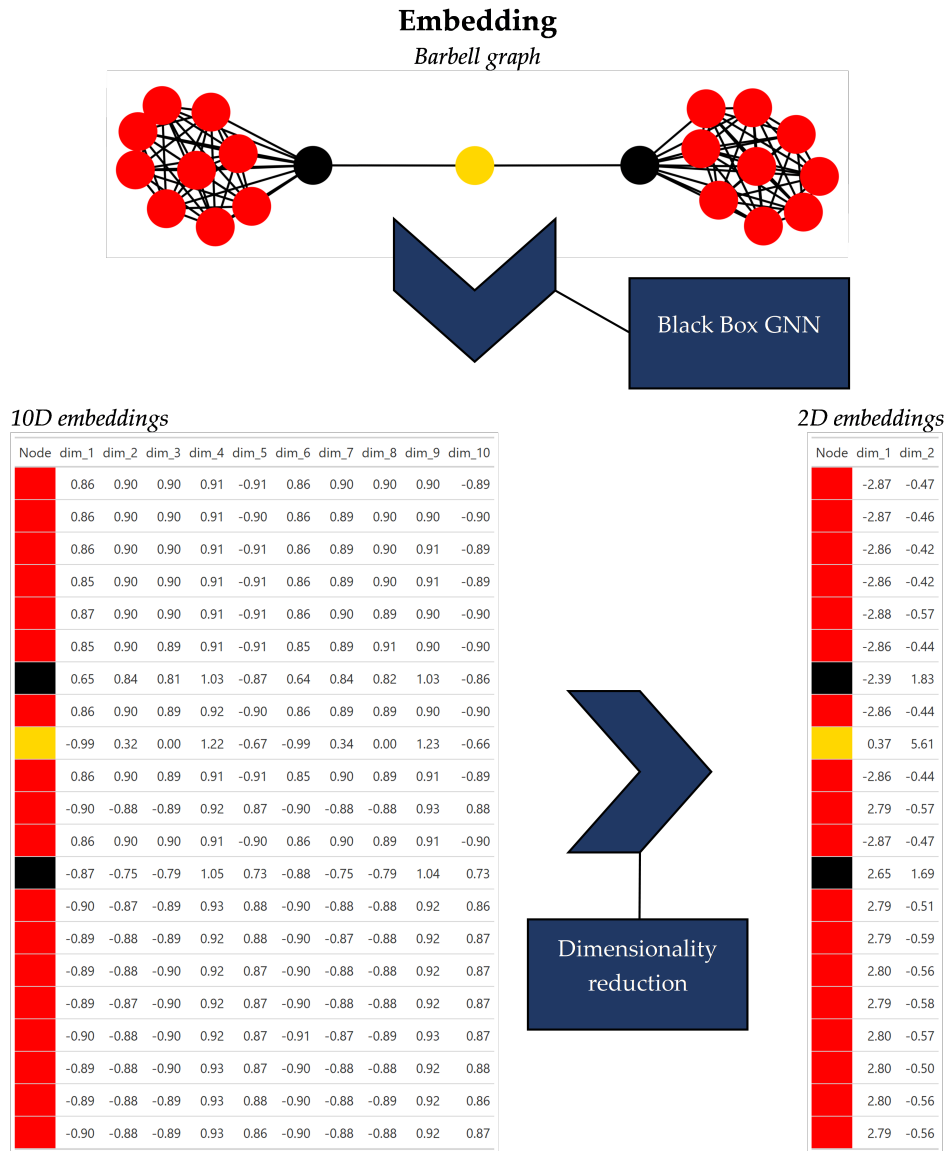 Embedding
Barbell graph
Black Box GNN
10D embeddings
Node dim_1 dim_2 dim_3 dim_4 dim_5 dim_6 dim_7 dim_8 dim_9 dim_10
0.86 0.90 0.90 0.91 -0.91 0.86 0.90 0.90 0.90 -0.89
0.86 0.90 0.90 0.91 -0.90 0.86 0.89 0.90 0.90 -0.90
0.86 0.90 0.90 0.91 -0.91 0.86 0.89 0.90 0.91 -0.89
0.85 0.90 0.90 0.91 -0.91 0.86 0.89 0.90 0.91 -0.89
0.87 0.90 0.90 0.91 -0.91 0.86 0.90 0.89 0.90 -0.90
0.85 0.90 0.89 0.91 -0.91 0.85 0.89 0.91 0.90 -0.90
0.65 0.84 0.81 1.03 -0.87 0.64 0.84 0.82 1.03 -0.86
0.86 0.90 0.89 0.92 -0.90 0.86 0.89 0.89 0.90 -0.90
-0.99 0.32 0.00 1.22 -0.67 -0.99 0.34 0.00 1.23 -0.66
0.86 0.90 0.89 0.91 -0.91 0.85 0.90 0.89 0.91 -0.89
-0.90 -0.88 -0.89 0.92 0.87 -0.90 -0.88 -0.88 0.93 0.88
0.86 0.90 0.90 0.91 -0.90 0.86 0.90 0.89 0.91 -0.90
-0.87 -0.75 -0.79 1.05 0.73 -0.88 -0.75 -0.79 1.04 0.73
-0.90 -0.87 -0.89 0.93 0.88 -0.90 -0.88 -0.88 0.92 0.86
-0.89 -0.88 -0.89 0.92 0.88 -0.90 -0.87 -0.88 0.92 0.87
-0.89 -0.88 -0.90 0.92 0.87 -0.90 -0.88 -0.88 0.92 0.87
-0.89 -0.87 -0.90 0.92 0.87 -0.90 -0.88 -0.88 0.92 0.87
-0.90 -0.88 -0.90 0.92 0.87 -0.91 -0.87 -0.89 0.93 0.87
-0.89 -0.88 -0.90 0.93 0.87 -0.90 -0.88 -0.88 0.92 0.88
-0.89 -0.88 -0.89 0.93 0.88 -0.90 -0.88 -0.89 0.92 0.86
-0.90 -0.88 -0.89 0.93 0.86 -0.90 -0.88 -0.88 0.92 0.87
Dimensionality
reduction
2D embeddings
Node dim_1 dim_2
-2.87 -0.47
-2.87 -0.46
-2.86 -0.42
-2.86 -0.42
-2.88 -0.57
-2.86 -0.44
-2.39 1.83
-2.86 -0.44
0.37 5.61
-2.86 -0.44
2.79 -0.57
-2.87 -0.47
2.65 1.69
2.79 -0.51
2.79 -0.59
2.80 -0.56
2.79 -0.58
2.80 -0.57
2.80 -0.50
2.80 -0.56
2.79 -0.56